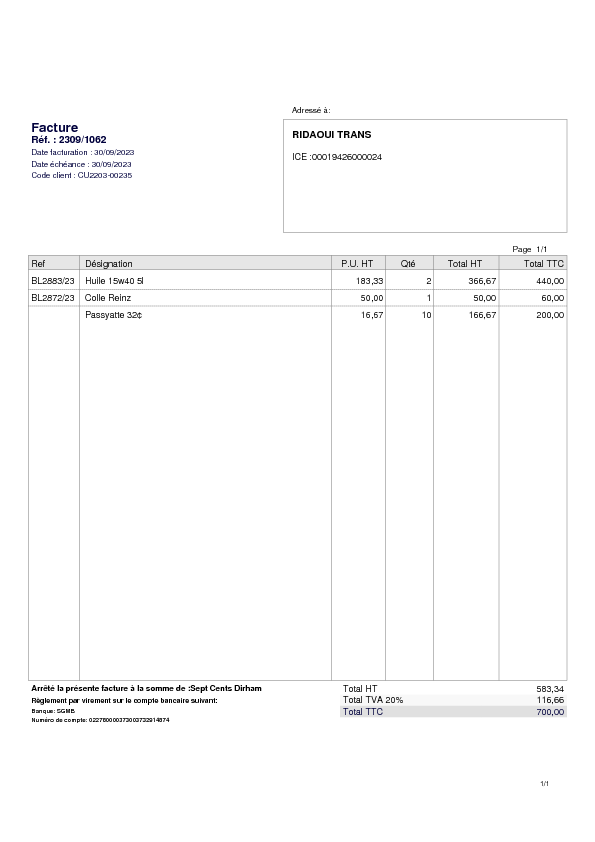 Adressé à:
Facture
Réf. : 2309/1062
Date facturation : 30/09/2023
Date échéance : 30/09/2023
Code client : CU2203-00235
RIDAOUI TRANS
ICE :00019426000024
Page 1/1
Ref Désignation P.U. HT Qté Total HT Total TTC
BL2883/23 Huile 15w40 5l 183,33 2 366,67 440,00
BL2872/23 Colle Reinz 50,00 1 50,00 60,00
Passyatte 32¢ 16,67 10 166,67 200,00
Arrêté la présente facture à la somme de :Sept Cents Dirham
Règlement par virement sur le compte bancaire suivant:
Banque: SGMB
Total HT 583,34
Total TVA 20% 116,66
Total TTC 700,00
Numéro de compte:
1/1